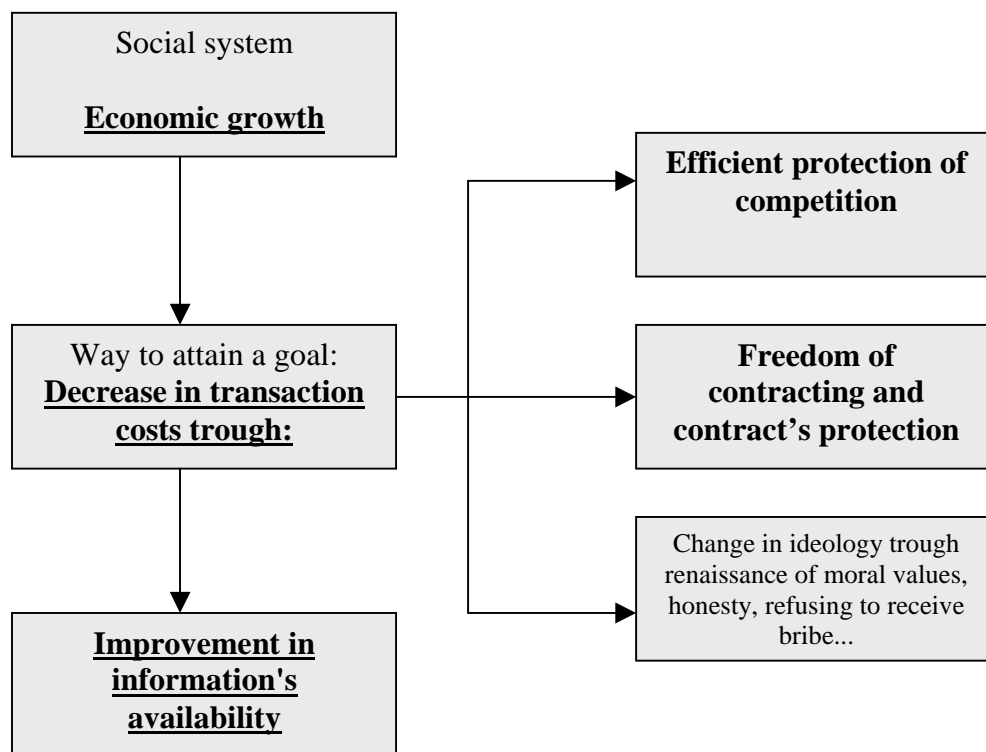 Social system
Economic growth
Efficient protection of
competition
Way to attain a goal:
Decrease in transaction
costs trough:
Freedom of
contracting and
contract’s protection
Change in ideology trough
renaissance of moral values,
honesty, refusing to receive
bribe...
Improvement in
information's
availability